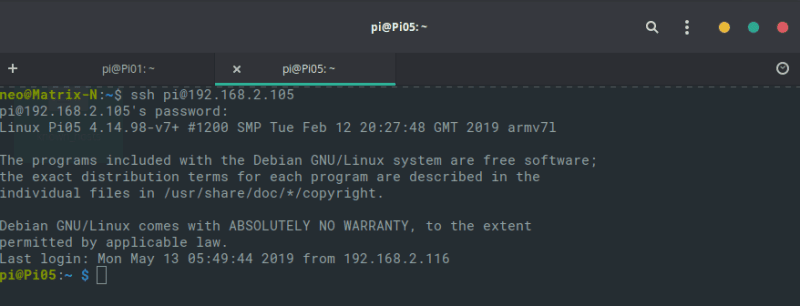 pi@Pi05: ~
pi@Pi01: ~
pi@Pi05: ~
neo@Matrix-N:~$ ssh pi@192.168.2.105
pi@192.168.2.105's password:
Linux Pi05 4.14.98-v7+ #1200 SMP Tue Feb 12 20:27:48 GMT 2019 armv7l
The programs included with the Debian GNU/Linux system are free software;
the exact distribution terms for each program are described in the
individual files in /usr/share/doc/*/copyright.
Debian GNU/Linux comes with ABSOLUTELY NO WARRANTY, to the extent
permitted by applicable law.
Last login: Mon May 13 05:49:44 2019 from 192.168.2.116
pi@Pi05:~ $